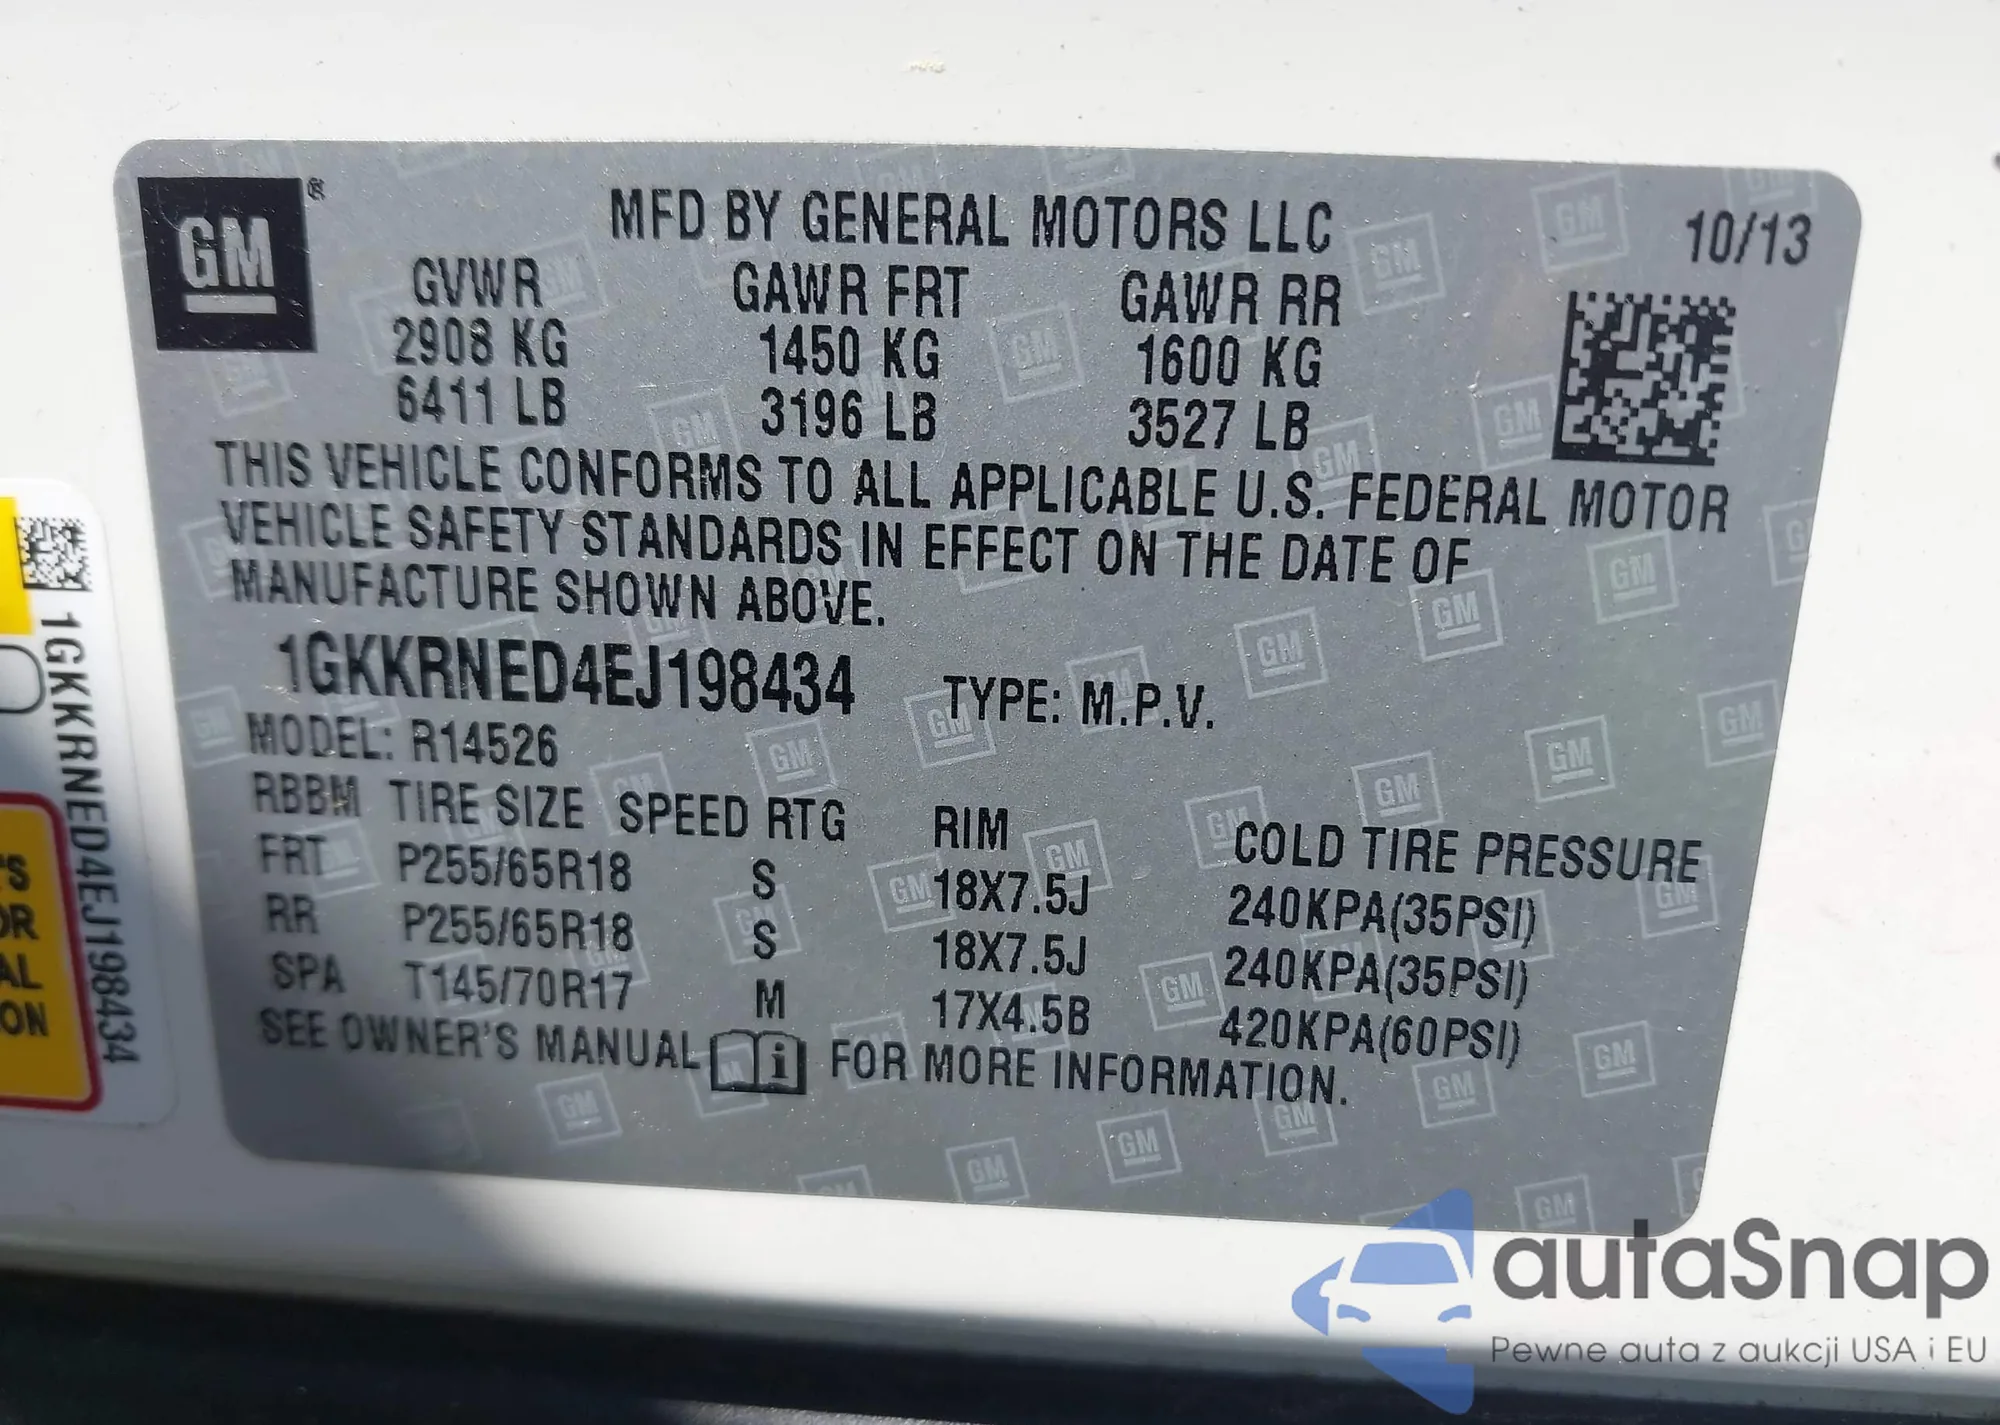 GM ®
MFD BY GENERAL MOTORS LLC 10/13
GVWR GAWR FRT GAWR RR
2908 KG 1450 KG 1600 KG
6411 LB 3196 LB 3527 LB
THIS VEHICLE CONFORMS TO ALL APPLICABLE U.S. FEDERAL MOTOR
VEHICLE SAFETY STANDARDS IN EFFECT ON THE DATE OF
MANUFACTURE SHOWN ABOVE.
1GKKRNED4EJ198434 TYPE: M.P.V.
MODEL: R14526
RBBM TIRE SIZE SPEED RTG RIM COLD TIRE PRESSURE
FRT P255/65R18 S 18X7.5J 240KPA(35PSI)
RR P255/65R18 S 18X7.5J 240KPA(35PSI)
SPA T145/70R17 M 17X4.5B 420KPA(60PSI)
SEE OWNER'S MANUAL FOR MORE INFORMATION.
1GKKRNED4EJ198434
'S
OR
AL
ON
autaSnap
Pewne auta z aukcji USA i EU